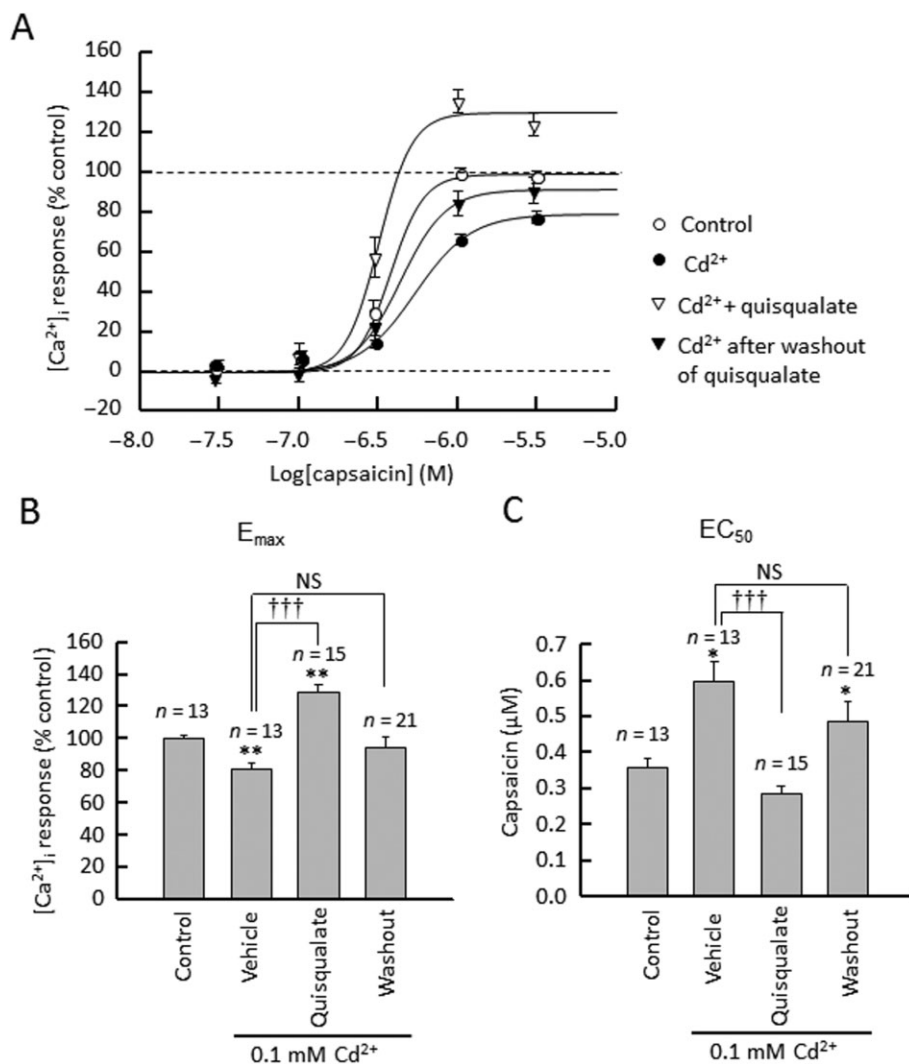 A
160
140
120
100
80
60
40
20
0
−20
[Ca²⁺]ᵢ response (% control)
−8.0 −7.5 −7.0 −6.5 −6.0 −5.5 −5.0
Log[capsaicin] (M)
Control
Cd²⁺
Cd²⁺ + quisqualate
Cd²⁺ after washout
of quisqualate
B
Eₘₐₓ
NS
†††
n = 15
**
n = 13
n = 13
**
n = 21
160
140
120
100
80
60
40
20
0
[Ca²⁺]ᵢ response (% control)
Control
Vehicle
Quisqualate
Washout
0.1 mM Cd²⁺
C
EC₅₀
NS
†††
n = 13
*
n = 21
*
n = 13
n = 15
0.7
0.6
0.5
0.4
0.3
0.2
0.1
0.0
Capsaicin (μM)
Control
Vehicle
Quisqualate
Washout
0.1 mM Cd²⁺